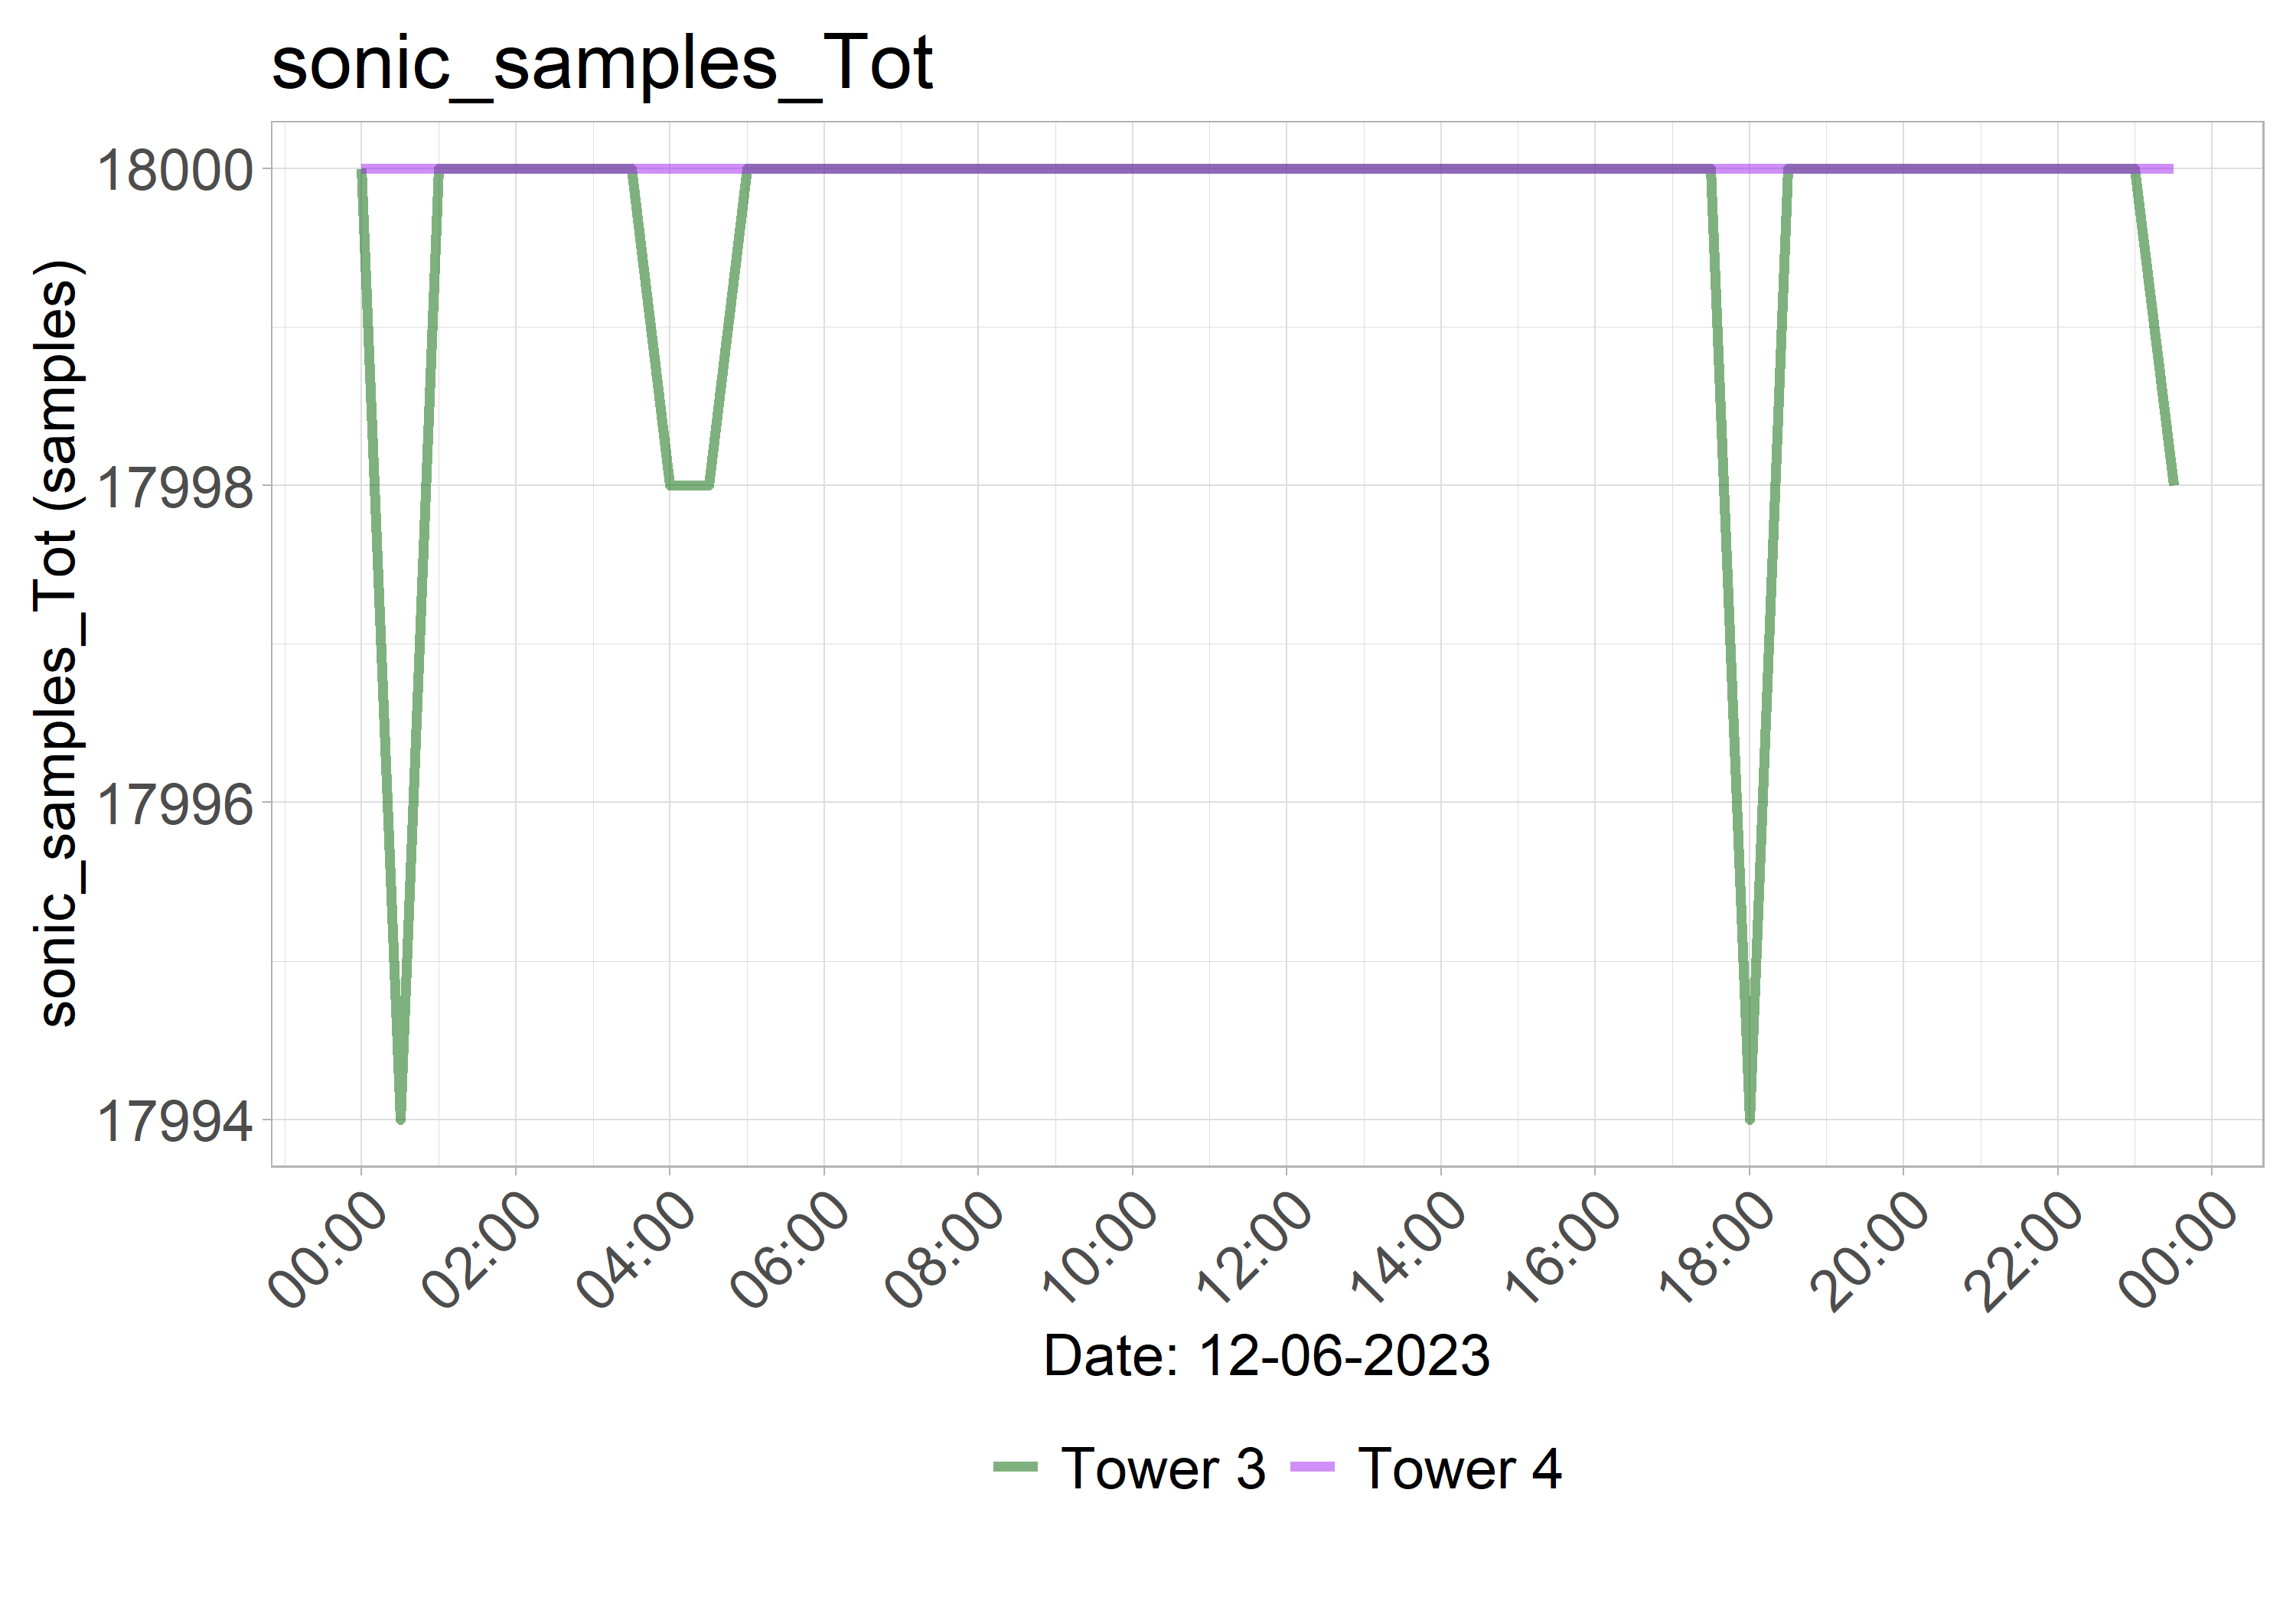 sonic_samples_Tot
sonic_samples_Tot (samples)
18000
17998
17996
17994
00:00 02:00 04:00 06:00 08:00 10:00 12:00 14:00 16:00 18:00 20:00 22:00 00:00
Date: 12-06-2023
Tower 3 Tower 4